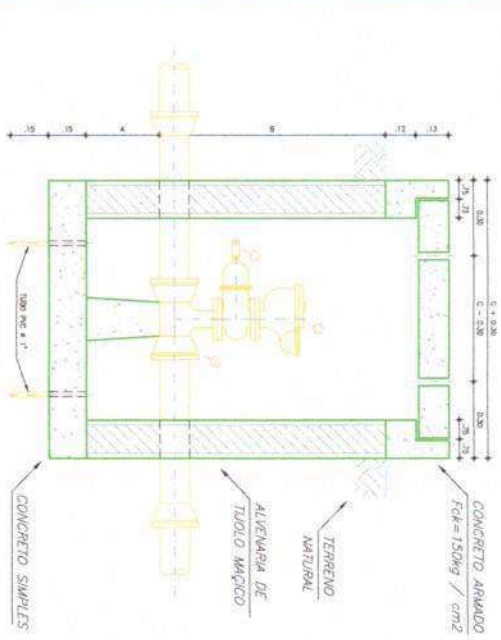 .15
.15
A
B
.12
.13
C + 0.30
0.30
C - 0.30
0.30
.15
.15
.15
.15
TUBO PVC ø 1"
CONCRETO ARMADO
Fck=150kg / cm2
TERRENO
NATURAL
ALVENARIA DE
TIJOLO MAÇICO
CONCRETO SIMPLES